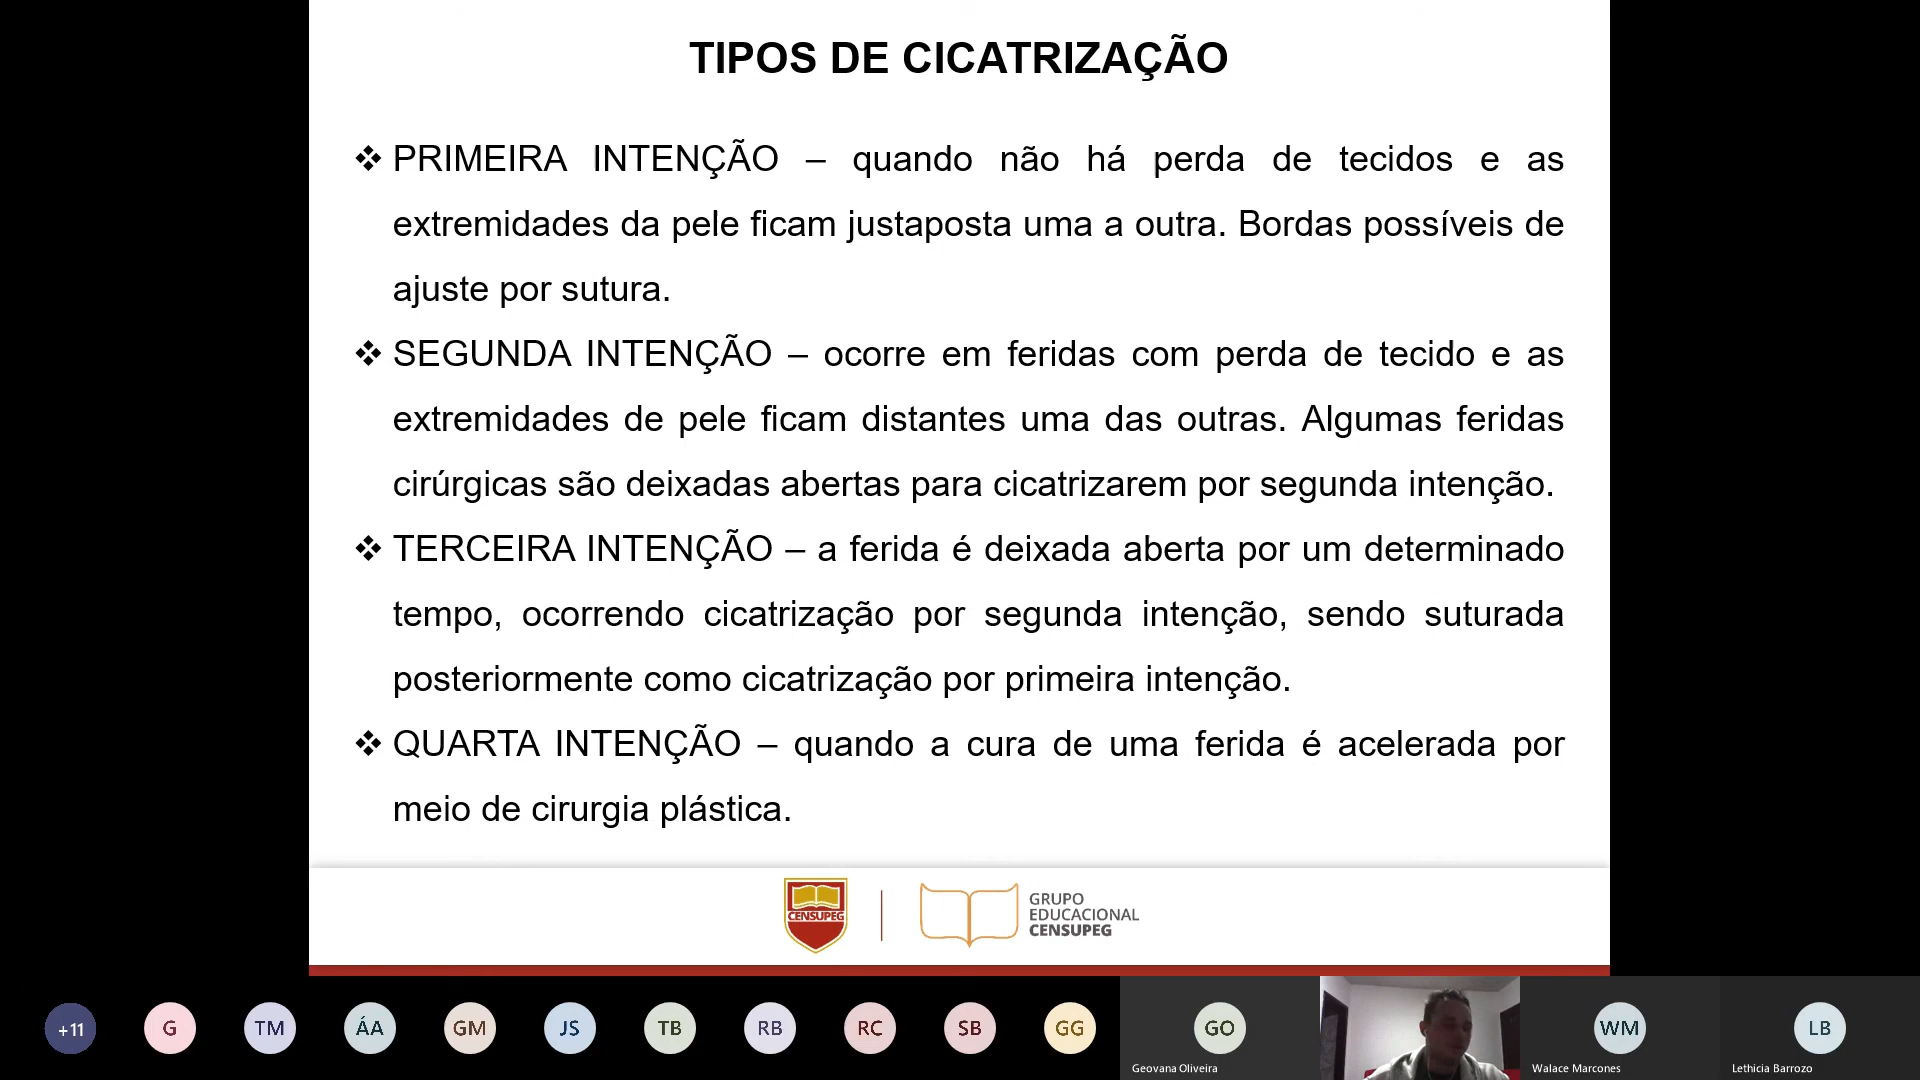 TIPOS DE CICATRIZAÇÃO
❖ PRIMEIRA INTENÇÃO – quando não há perda de tecidos e as
extremidades da pele ficam justaposta uma a outra. Bordas possíveis de
ajuste por sutura.
❖ SEGUNDA INTENÇÃO – ocorre em feridas com perda de tecido e as
extremidades de pele ficam distantes uma das outras. Algumas feridas
cirúrgicas são deixadas abertas para cicatrizarem por segunda intenção.
❖ TERCEIRA INTENÇÃO – a ferida é deixada aberta por um determinado
tempo, ocorrendo cicatrização por segunda intenção, sendo suturada
posteriormente como cicatrização por primeira intenção.
❖ QUARTA INTENÇÃO – quando a cura de uma ferida é acelerada por
meio de cirurgia plástica.
CENSUPEG
GRUPO
EDUCACIONAL
CENSUPEG
+11 G TM ÁA GM JS TB RB RC SB GG GO WM LB
Geovana Oliveira Walace Marcones Lethicia Barrozo